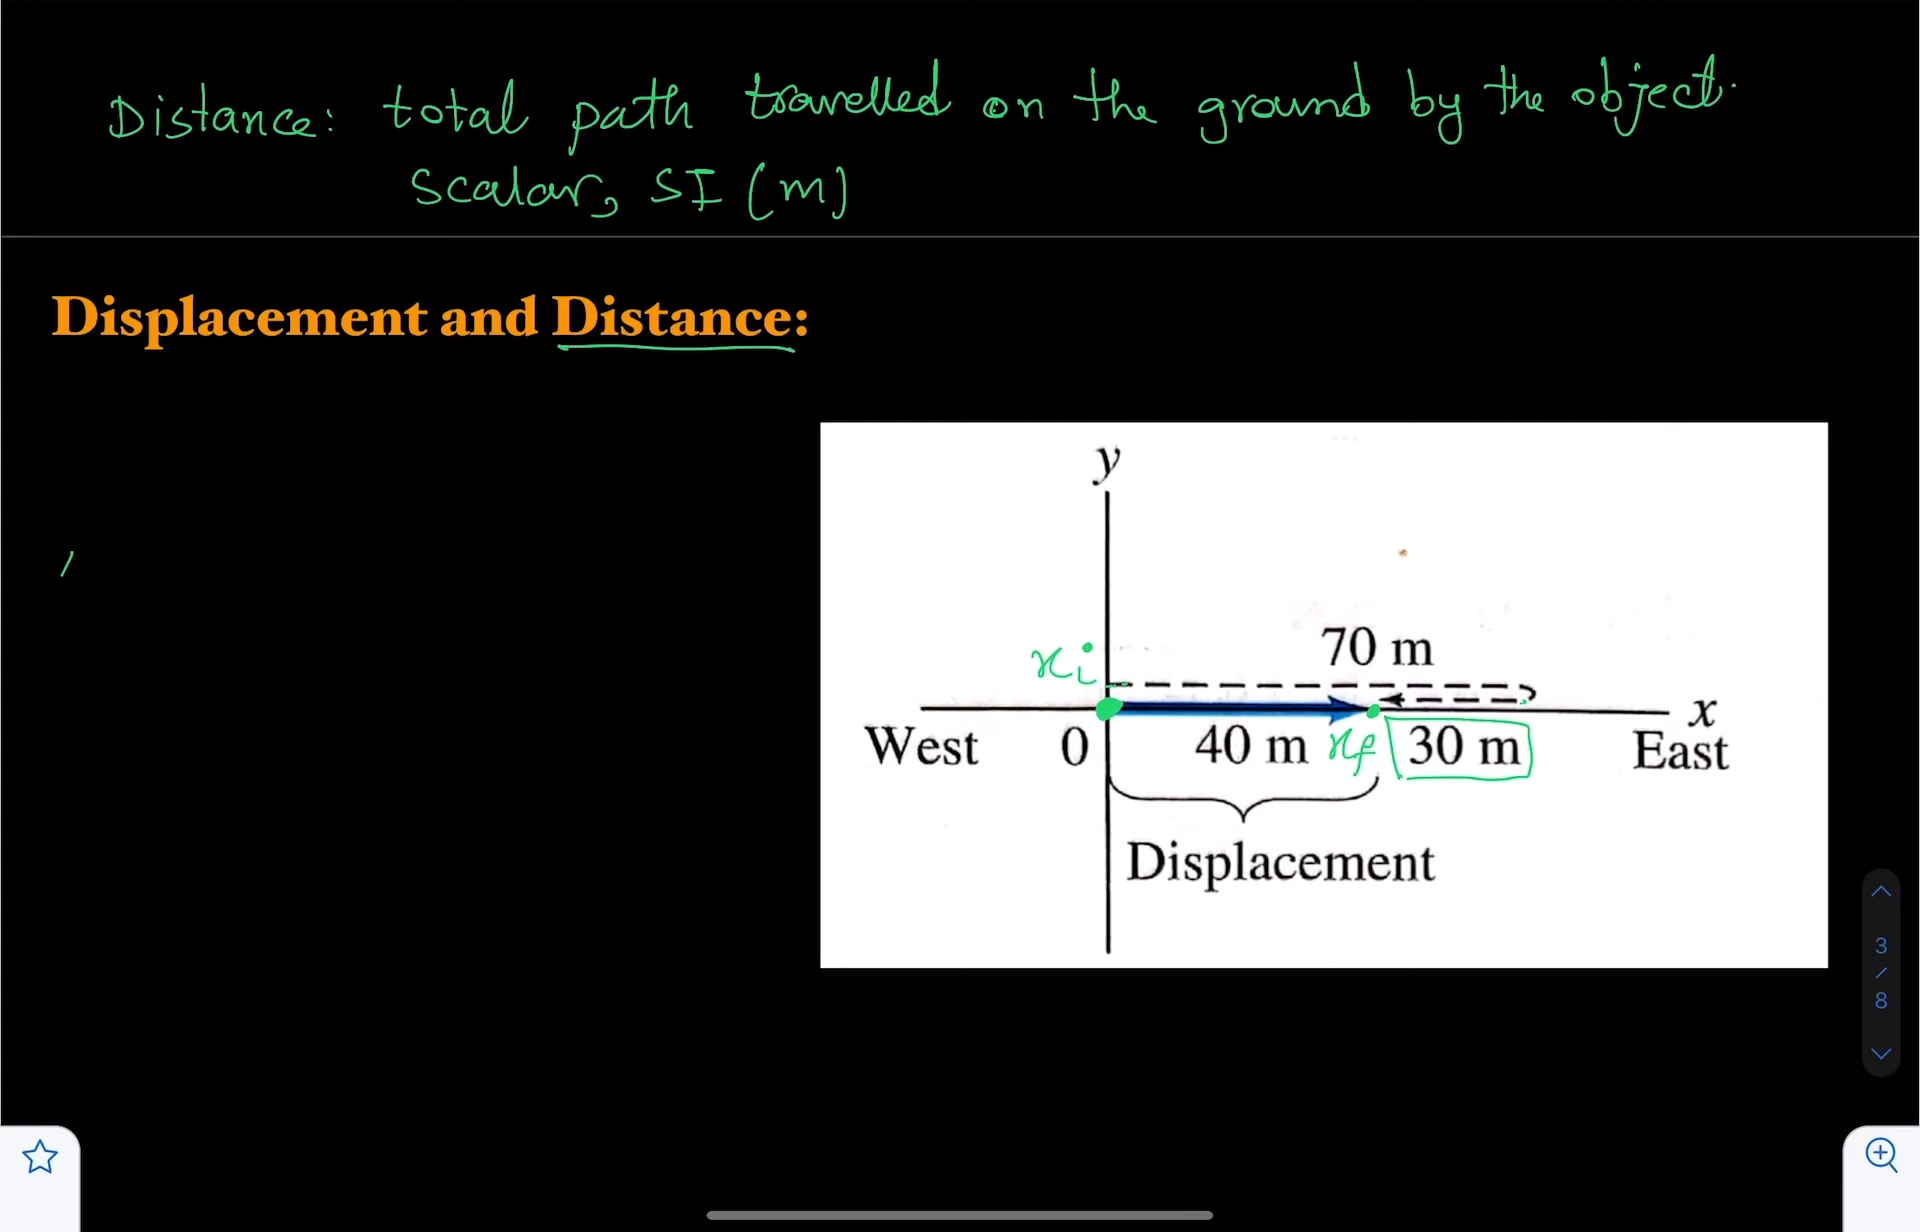 Distance: total path travelled on the ground by the object.
Scalar, SI (m)
Displacement and Distance:
y
70 m
xi
x
West 0 40 m xf 30 m East
Displacement
3
/
8